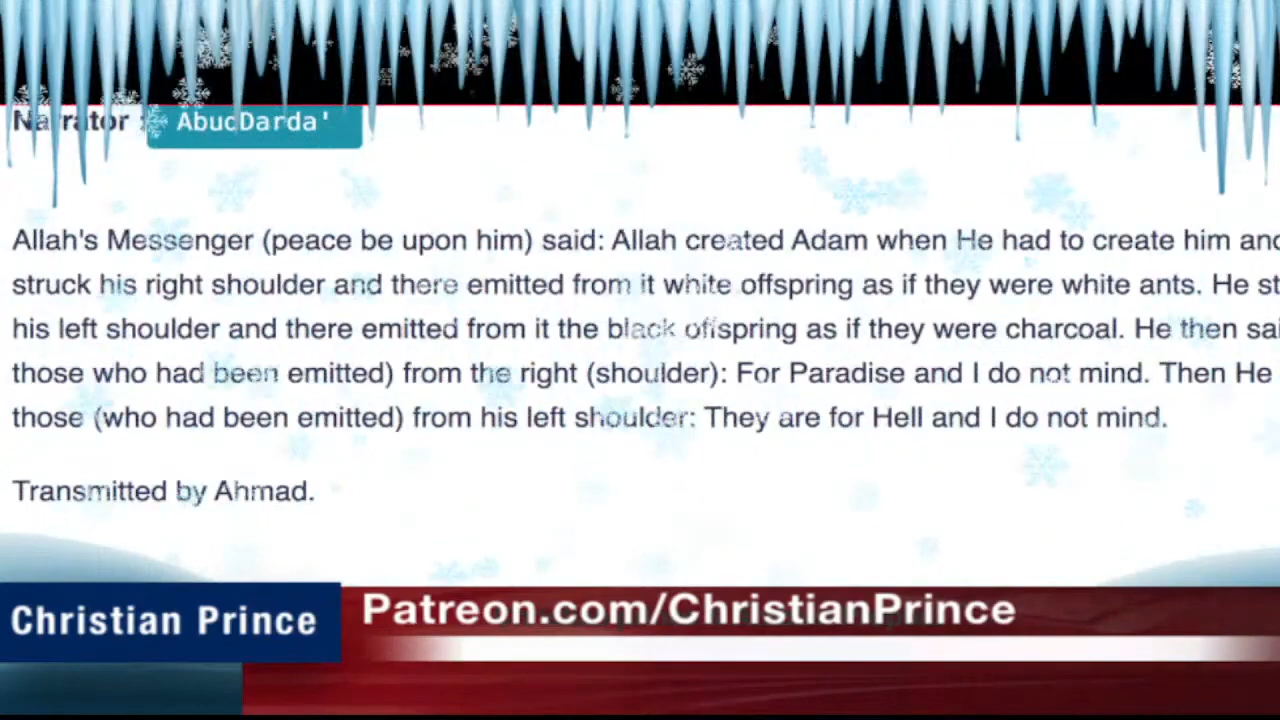 Narrator : AbudDarda'
Allah's Messenger (peace be upon him) said: Allah created Adam when He had to create him and
struck his right shoulder and there emitted from it white offspring as if they were white ants. He st
his left shoulder and there emitted from it the black offspring as if they were charcoal. He then sai
those who had been emitted) from the right (shoulder): For Paradise and I do not mind. Then He
those (who had been emitted) from his left shoulder: They are for Hell and I do not mind.
Transmitted by Ahmad.
Christian Prince
Patreon.com/ChristianPrince